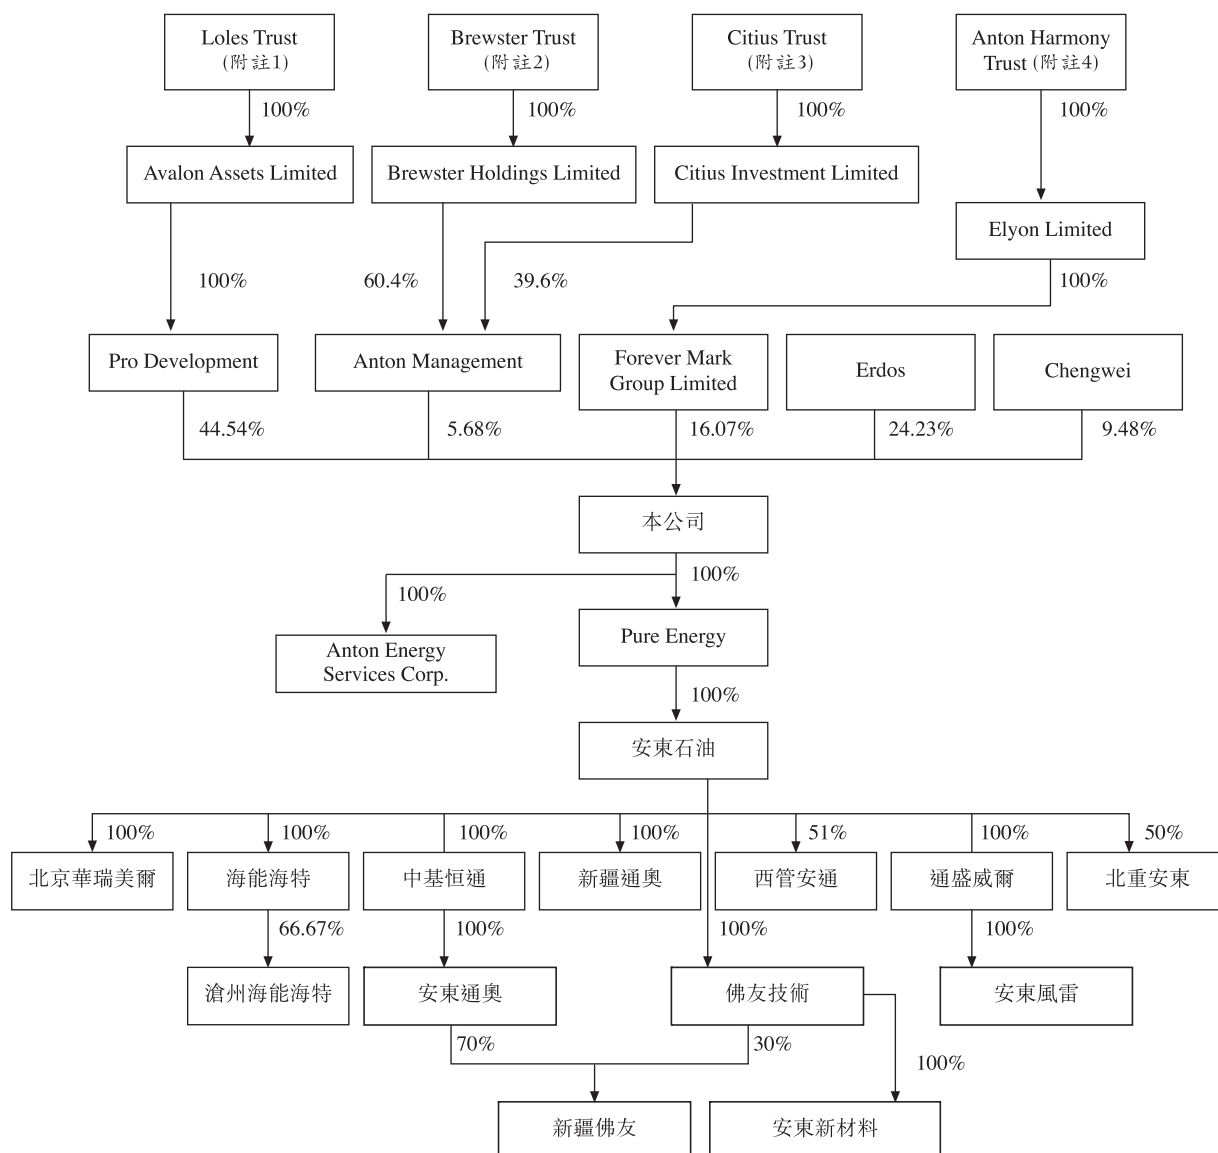 Loles Trust
(附註1)
Brewster Trust
(附註2)
Citius Trust
(附註3)
Anton Harmony
Trust (附註4)
100%
100%
100%
100%
Avalon Assets Limited
Brewster Holdings Limited
Citius Investment Limited
Elyon Limited
100%
60.4%
39.6%
100%
Pro Development
Anton Management
Forever Mark
Group Limited
Erdos
Chengwei
44.54%
5.68%
16.07%
24.23%
9.48%
本公司
100%
100%
Anton Energy
Services Corp.
Pure Energy
100%
安東石油
100%
100%
100%
100%
51%
100%
50%
北京華瑞美爾
海能海特
中基恒通
新疆通奧
西管安通
通盛威爾
北重安東
66.67%
100%
100%
100%
滄州海能海特
安東通奧
佛友技術
安東風雷
70%
30%
100%
新疆佛友
安東新材料